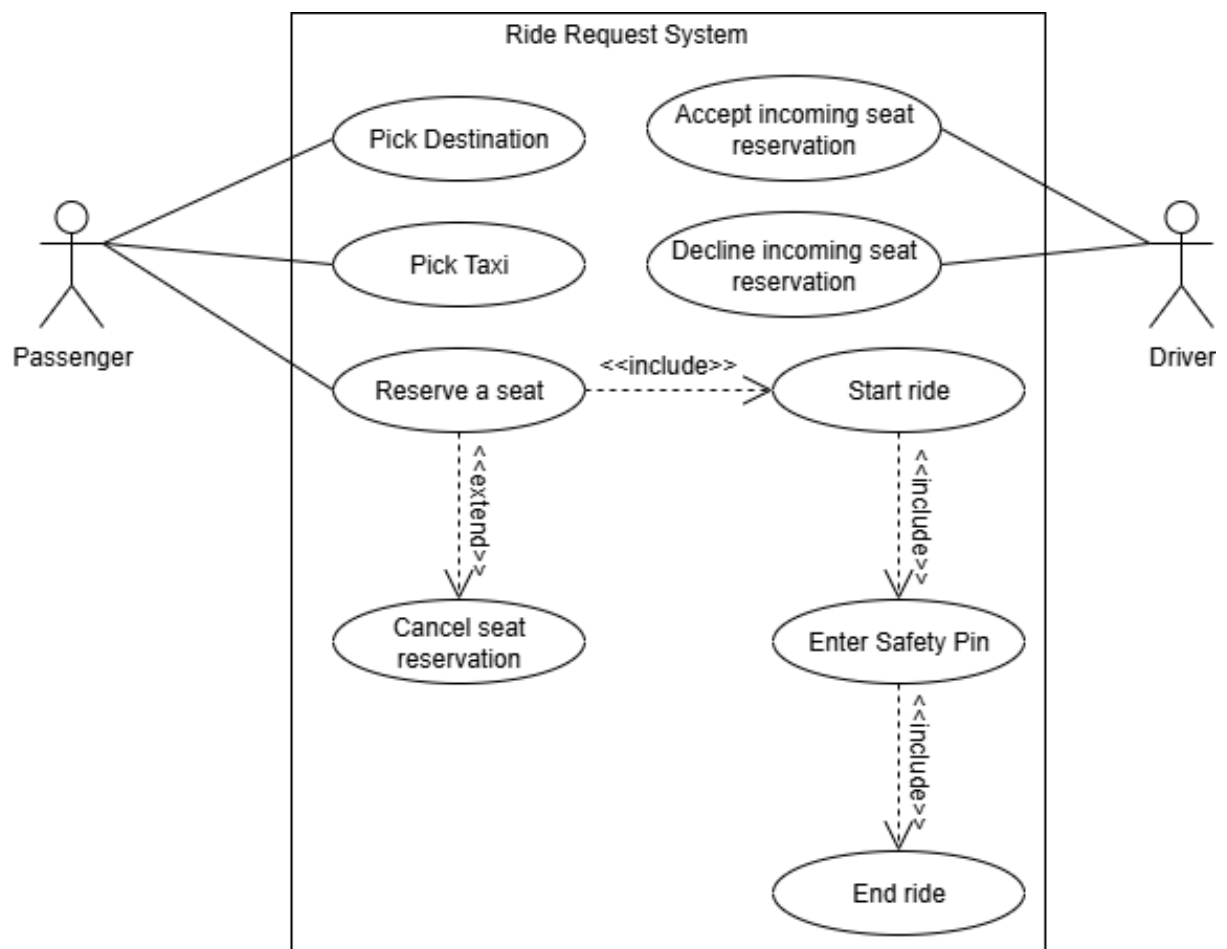 Ride Request System
Pick Destination
Accept incoming seat
reservation
Pick Taxi
Decline incoming seat
reservation
Passenger
Driver
Reserve a seat
<<include>>
Start ride
<<extend>>
<<include>>
Cancel seat
reservation
Enter Safety Pin
<<include>>
End ride